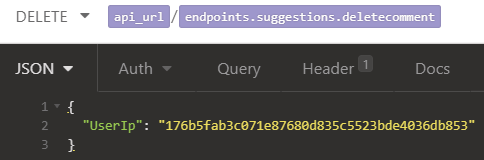 DELETE api_url/endpoints.suggestions.deletecomment
JSON Auth Query Header 1 Docs
1 {
2 "UserIp": "176b5fab3c071e87680d835c5523bde4036db853"
3 }